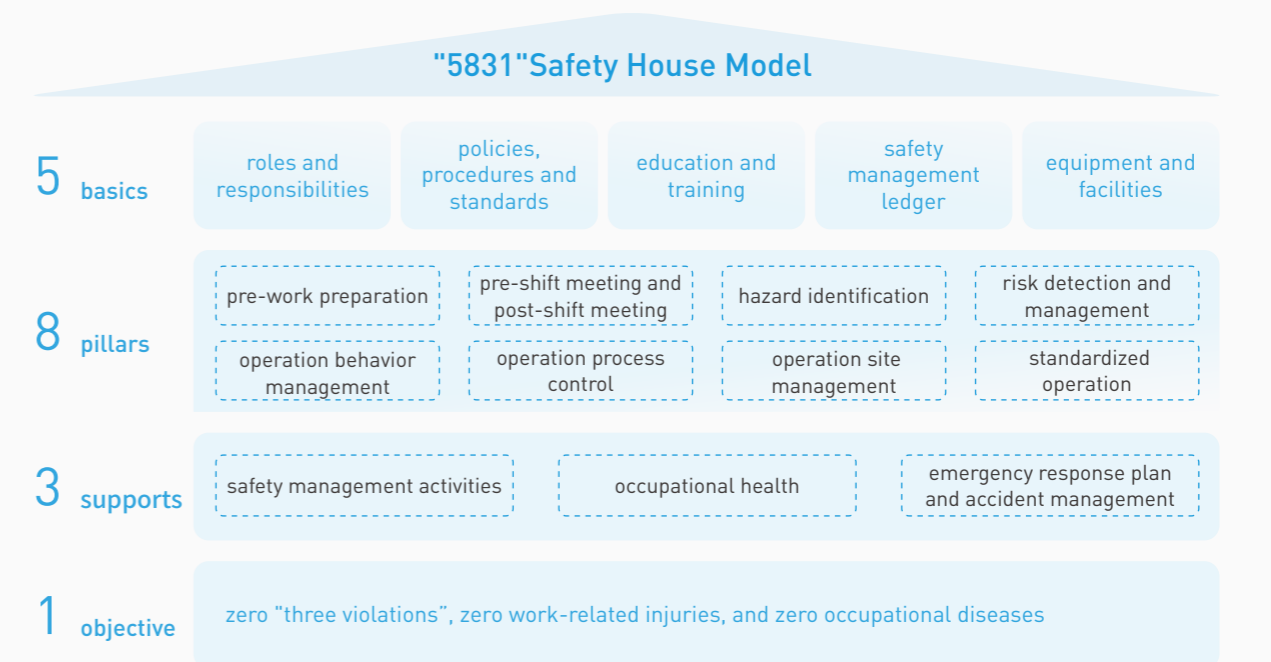 "5831"Safety House Model
5 basics
roles and
responsibilities
policies,
procedures and
standards
education and
training
safety
management
ledger
equipment and
facilities
8 pillars
pre-work preparation
pre-shift meeting and
post-shift meeting
hazard identification
risk detection and
management
operation behavior
management
operation process
control
operation site
management
standardized
operation
3 supports
safety management activities
occupational health
emergency response plan
and accident management
1 objective
zero "three violations”, zero work-related injuries, and zero occupational diseases